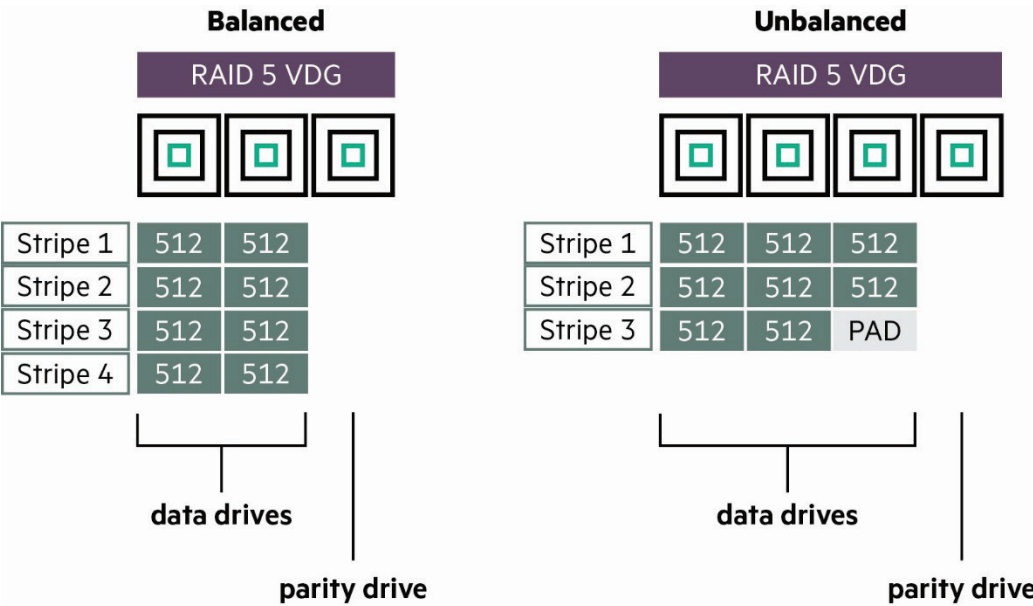 Balanced
RAID 5 VDG
Stripe 1 512 512
Stripe 2 512 512
Stripe 3 512 512
Stripe 4 512 512
data drives
parity drive
Unbalanced
RAID 5 VDG
Stripe 1 512 512 512
Stripe 2 512 512 512
Stripe 3 512 512 PAD
data drives
parity drive